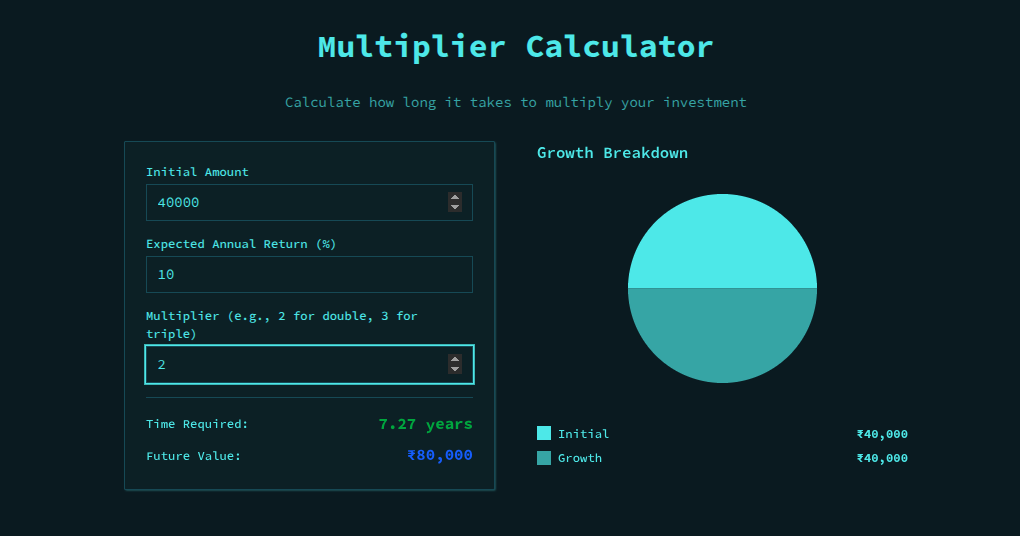 Multiplier Calculator
Calculate how long it takes to multiply your investment
Initial Amount
40000
Expected Annual Return (%)
10
Multiplier (e.g., 2 for double, 3 for
triple)
2
Time Required: 7.27 years
Future Value: ₹80,000
Growth Breakdown
Initial ₹40,000
Growth ₹40,000